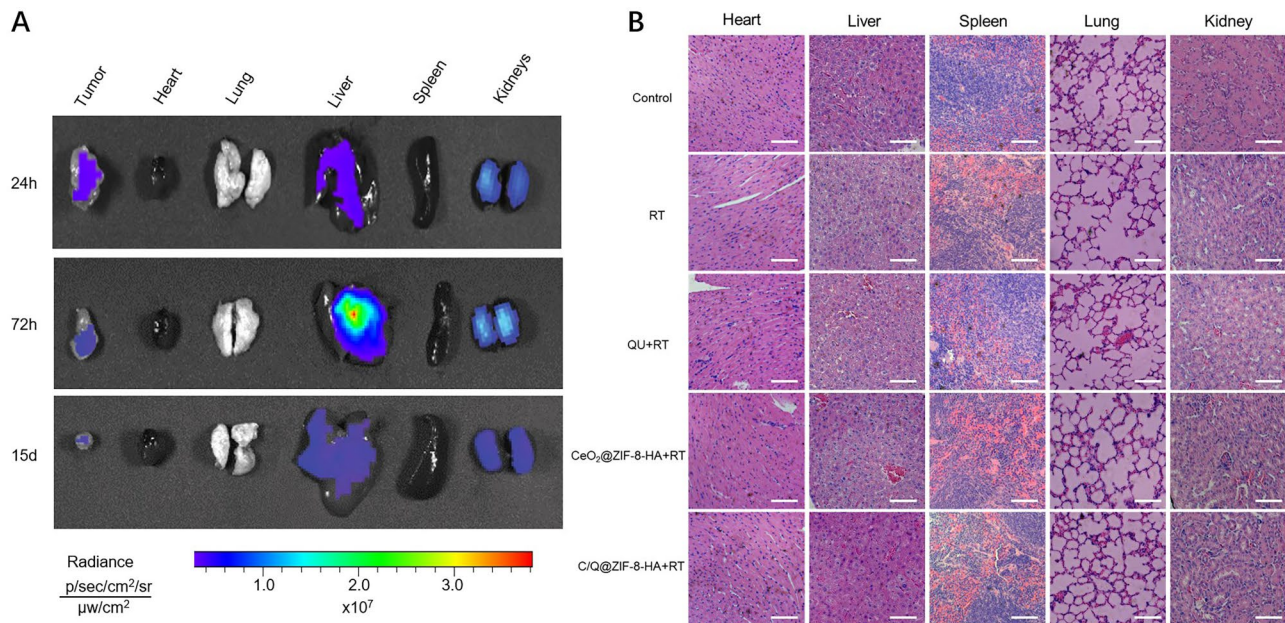 A
Tumor
Heart
Lung
Liver
Spleen
Kidneys
24h
72h
15d
Radiance
p/sec/cm²/sr
μw/cm²
1.0
2.0
3.0
x10⁷
B
Heart
Liver
Spleen
Lung
Kidney
Control
RT
QU+RT
CeO₂@ZIF-8-HA+RT
C/Q@ZIF-8-HA+RT